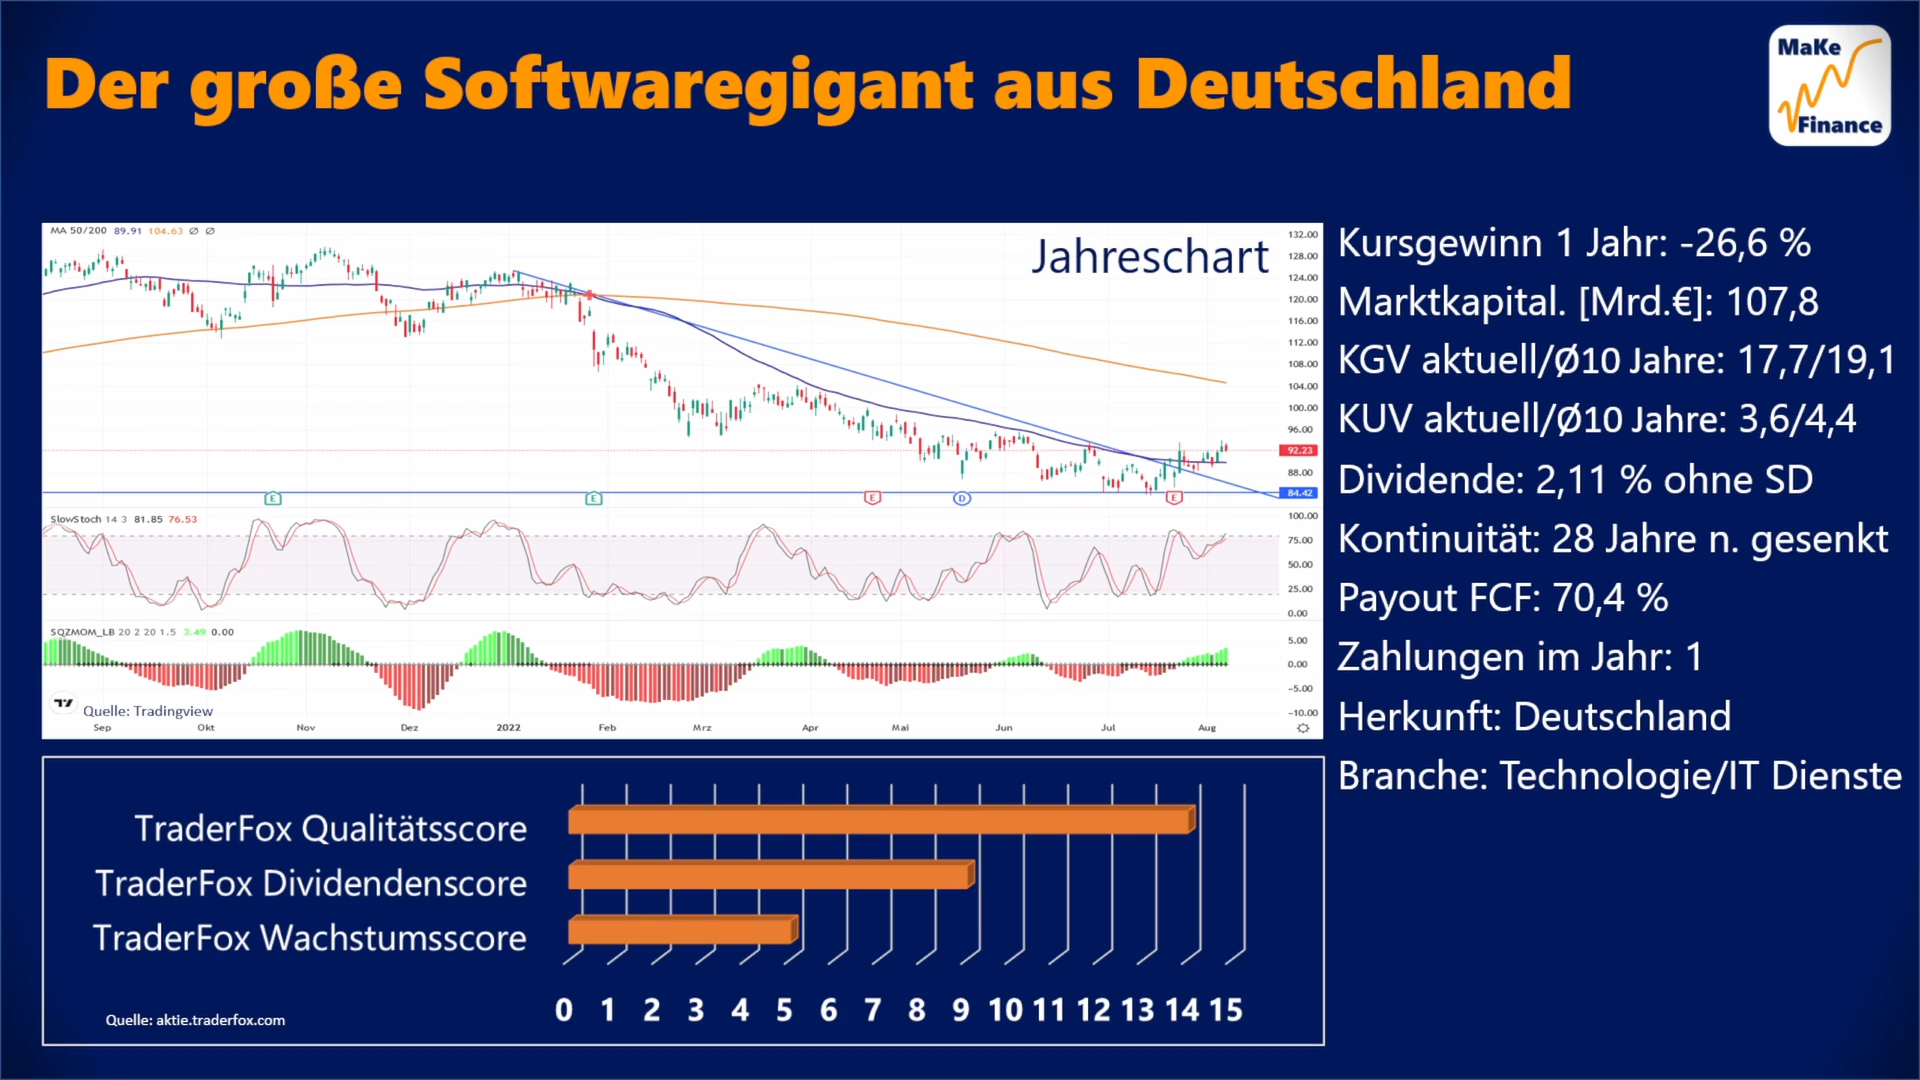 Der große Softwaregigant aus Deutschland
MaKe
Finance
MA 50/200 89.91 104.63 ∅ ∅
Jahreschart
132.00
128.00
124.00
120.00
116.00
112.00
108.00
104.00
100.00
96.00
92.23
88.00
84.42
E
E
E
D
E
SlowStoch 14 3 81.85 76.53
100.00
75.00
50.00
25.00
0.00
SQZMOM_LB 20 2 20 1.5 3.49 0.00
5.00
0.00
−5.00
−10.00
Quelle: Tradingview
Sep Okt Nov Dez 2022 Feb Mrz Apr Mai Jun Jul Aug
Kursgewinn 1 Jahr: -26,6 %
Marktkapital. [Mrd.€]: 107,8
KGV aktuell/Ø10 Jahre: 17,7/19,1
KUV aktuell/Ø10 Jahre: 3,6/4,4
Dividende: 2,11 % ohne SD
Kontinuität: 28 Jahre n. gesenkt
Payout FCF: 70,4 %
Zahlungen im Jahr: 1
Herkunft: Deutschland
Branche: Technologie/IT Dienste
TraderFox Qualitätsscore
TraderFox Dividendenscore
TraderFox Wachstumsscore
0 1 2 3 4 5 6 7 8 9 10 11 12 13 14 15
Quelle: aktie.traderfox.com